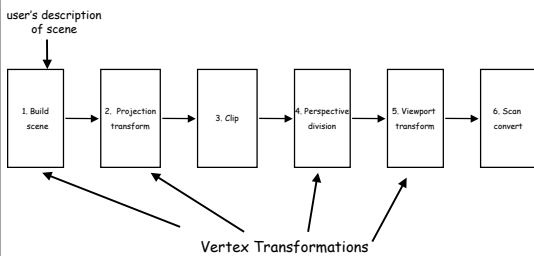 user's description
of scene
1. Build
scene
2. Projection
transform
3. Clip
4. Perspective
division
5. Viewport
transform
6. Scan
convert
Vertex Transformations